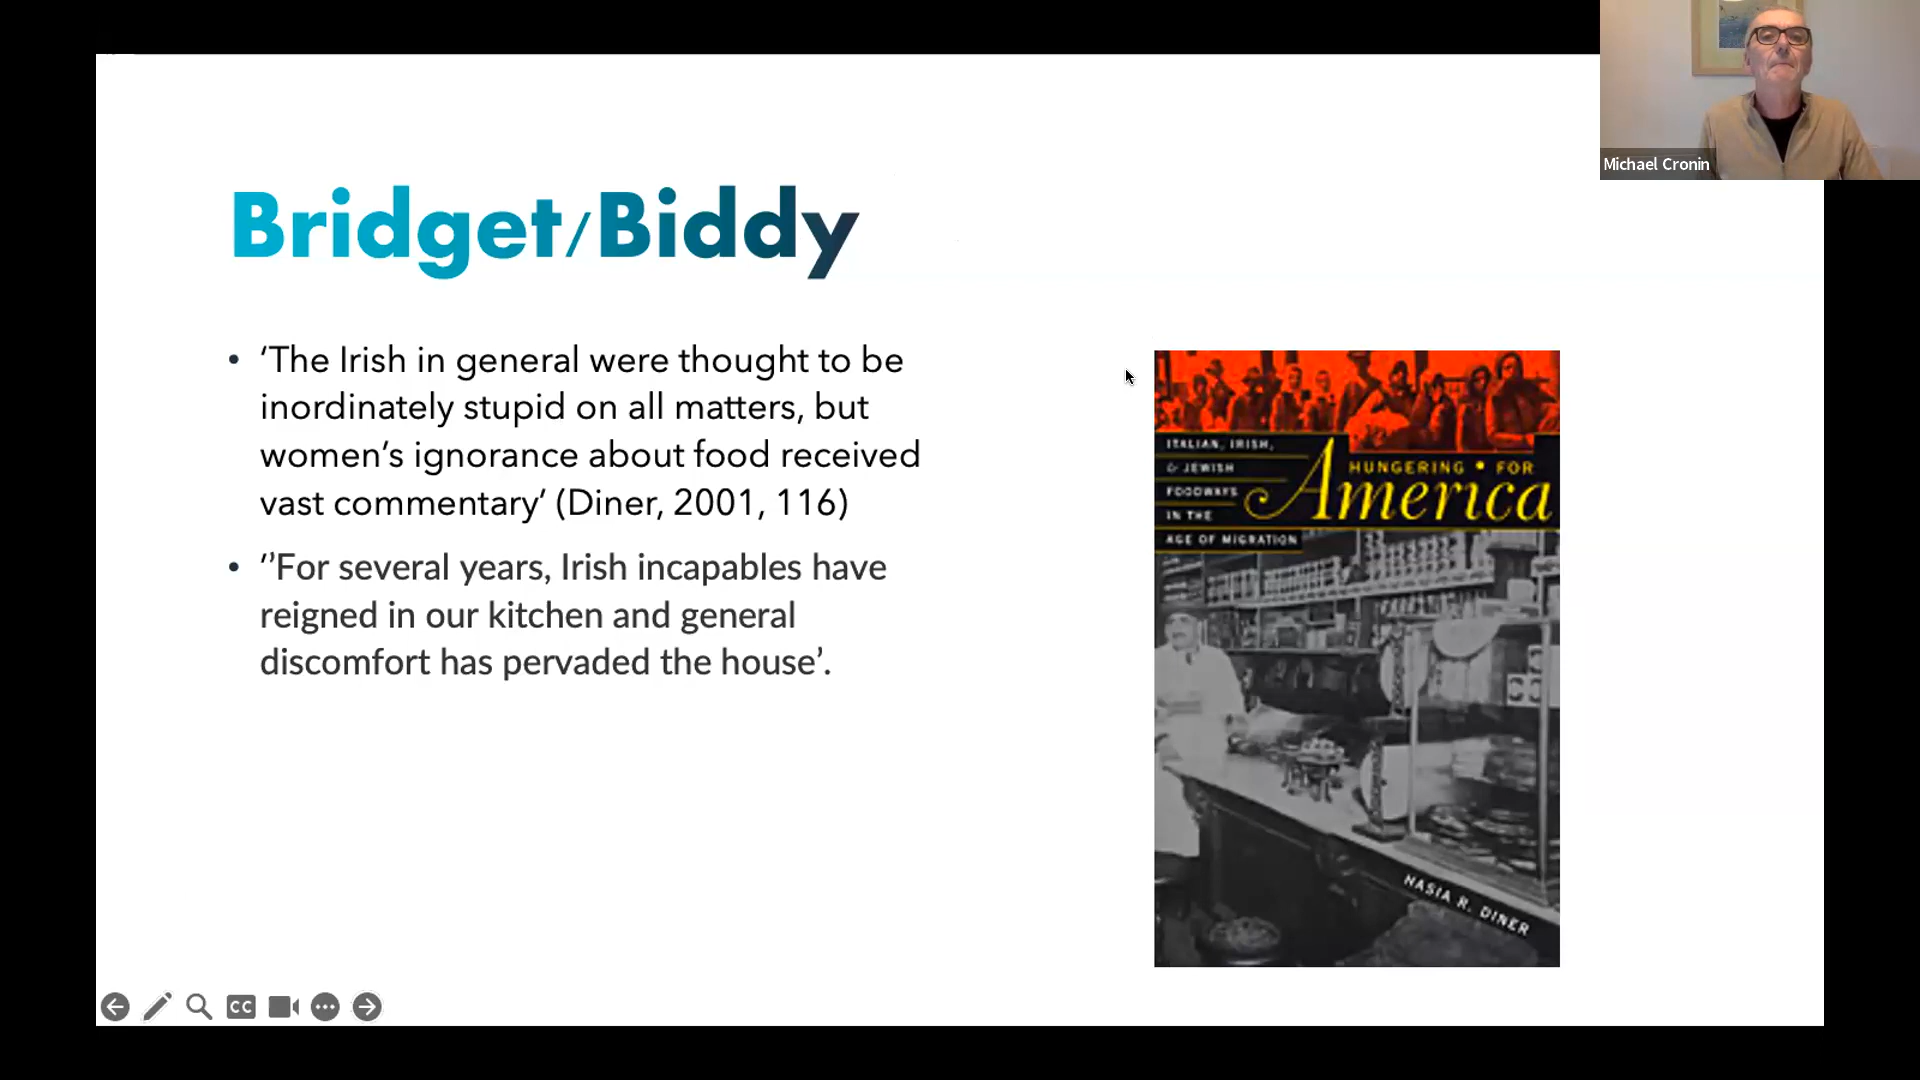 Michael Cronin
Bridget/Biddy
• ‘The Irish in general were thought to be
inordinately stupid on all matters, but
women’s ignorance about food received
vast commentary’ (Diner, 2001, 116)
• ‘’For several years, Irish incapables have
reigned in our kitchen and general
discomfort has pervaded the house’.
ITALIAN, IRISH,
& JEWISH
FOODWAYS
IN THE
AGE OF MIGRATION
HUNGERING • FOR
America
HASIA R. DINER
CC